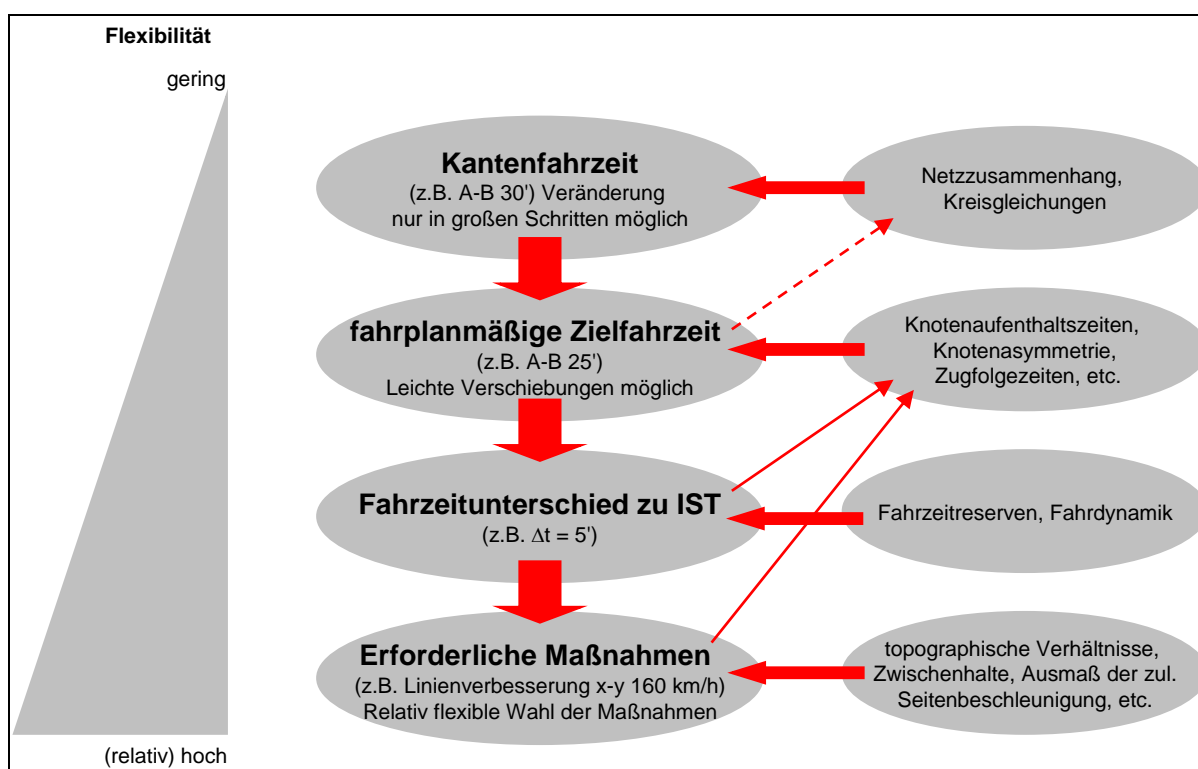 Flexibilität
gering
Kantenfahrzeit
(z.B. A-B 30') Veränderung
nur in großen Schritten möglich
Netzzusammenhang,
Kreisgleichungen
fahrplanmäßige Zielfahrzeit
(z.B. A-B 25')
Leichte Verschiebungen möglich
Knotenaufenthaltszeiten,
Knotenasymmetrie,
Zugfolgezeiten, etc.
Fahrzeitunterschied zu IST
(z.B. Δt = 5')
Fahrzeitreserven, Fahrdynamik
Erforderliche Maßnahmen
(z.B. Linienverbesserung x-y 160 km/h)
Relativ flexible Wahl der Maßnahmen
topographische Verhältnisse,
Zwischenhalte, Ausmaß der zul.
Seitenbeschleunigung, etc.
(relativ) hoch